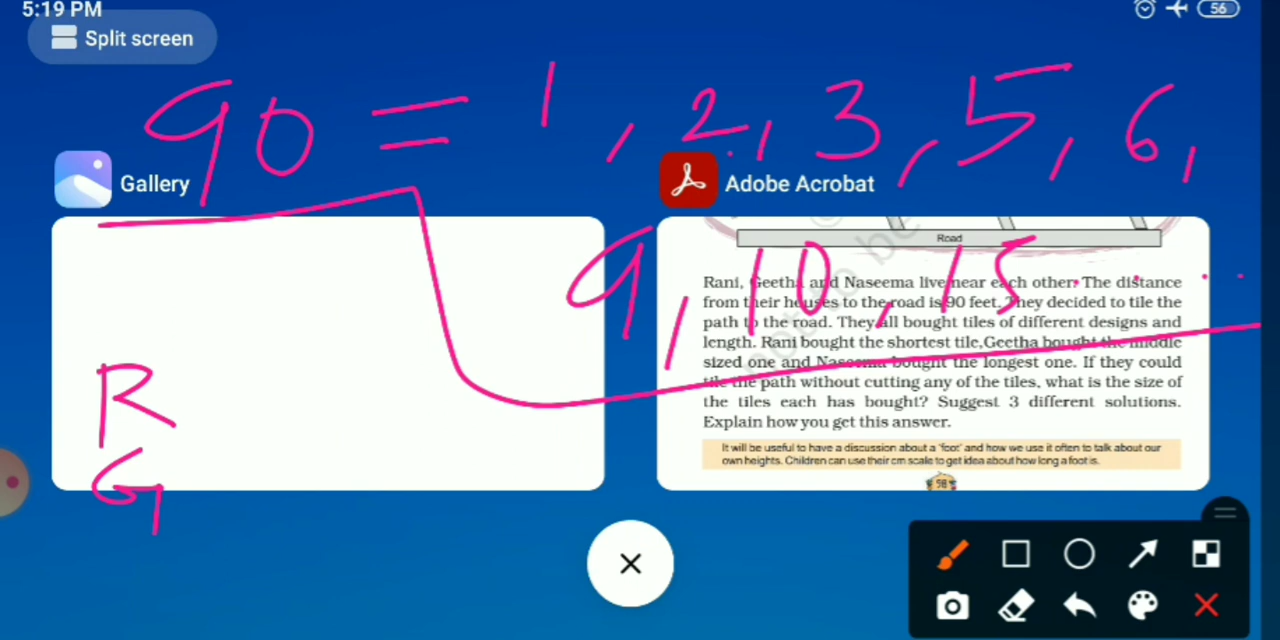 5:19 PM
56
Split screen
90 = 1, 2, 3, 5, 6,
Gallery
Adobe Acrobat
9, 10, 15 . . . .
Road
Rani, Geetha and Naseema live near each other. The distance
from their houses to the road is 90 feet. They decided to tile the
path to the road. They all bought tiles of different designs and
length. Rani bought the shortest tile, Geetha bought the middle
sized one and Naseema bought the longest one. If they could
tile the path without cutting any of the tiles, what is the size of
the tiles each has bought? Suggest 3 different solutions.
Explain how you get this answer.
It will be useful to have a discussion about a 'foot' and how we use it often to talk about our
own heights. Children can use their cm scale to get idea about how long a foot is.
R
G